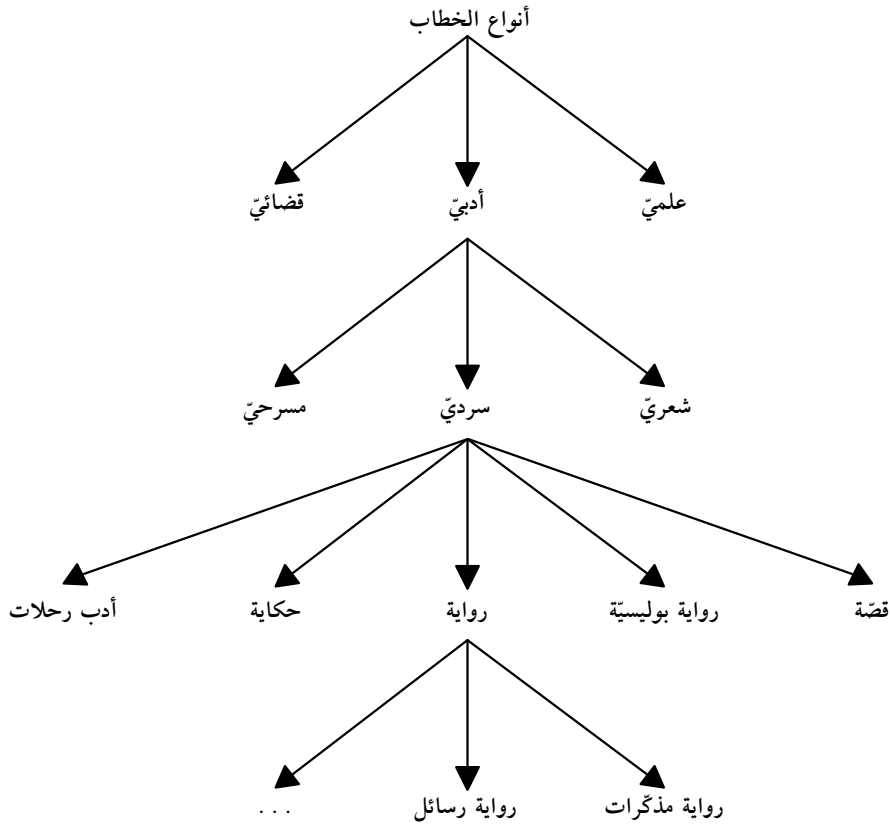 أنواع الخطاب
علميّ أدبيّ قضائيّ
شعريّ سرديّ مسرحيّ
قصّة رواية بوليسيّة رواية حكاية أدب رحلات
رواية مذكّرات رواية رسائل ...